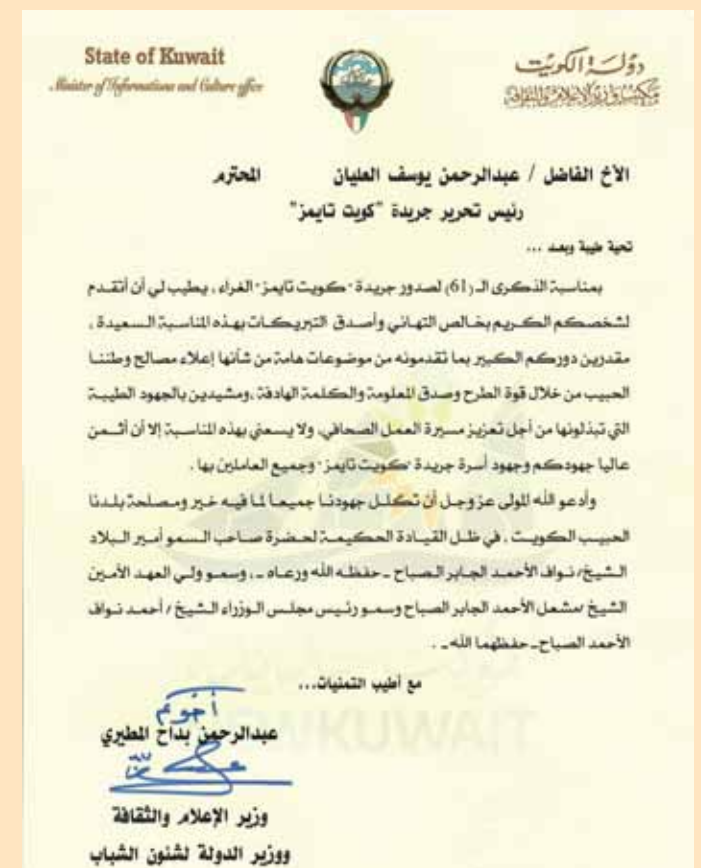 State of Kuwait
Minister of Informations and Culture office
دولة الكويت
مكتب وزير الإعلام والثقافة
الأخ الفاضل / عبدالرحمن يوسف العليان المحترم
رئيس تحرير جريدة "كويت تايمز"
تحية طيبة وبعد ...
بمناسبة الذكرى الـ (61) لصدور جريدة "كويت تايمز" الغراء ، يطيب لي أن أتقدم
لشخصكم الكريم بخالص التهاني وأصدق التبريكات بهذه المناسبة السعيدة ،
مقدرين دوركم الكبير بما تقدمونه من موضوعات هامة من شأنها إعلاء مصالح وطننا
الحبيب من خلال قوة الطرح وصدق المعلومة والكلمة الهادفة ،ومشيدين بالجهود الطيبة
التي تبذلونها من أجل تعزيز مسيرة العمل الصحافي، ولا يسعني بهذه المناسبة إلا أن أثمن
عاليا جهودكم وجهود أسرة جريدة "كويت تايمز" وجميع العاملين بها .
وأدعو الله المولى عز وجل أن تكلل جهودنا جميعا لما فيه خير ومصلحة بلدنا
الحبيب الكويت ، في ظل القيادة الحكيمة لحضرة صاحب السمو أمير البلاد
الشيخ/ نواف الأحمد الجابر الصباح ـ حفظه الله ورعاه ـ، وسمو ولي العهد الأمين
الشيخ /مشعل الأحمد الجابر الصباح وسمو رئيس مجلس الوزراء الشيخ / أحمد نواف
الأحمد الصباح ـ حفظهما الله ـ .
مع أطيب التمنيات...
أخوكم
عبدالرحمن بداح المطيري
وزير الإعلام والثقافة
ووزير الدولة لشئون الشباب